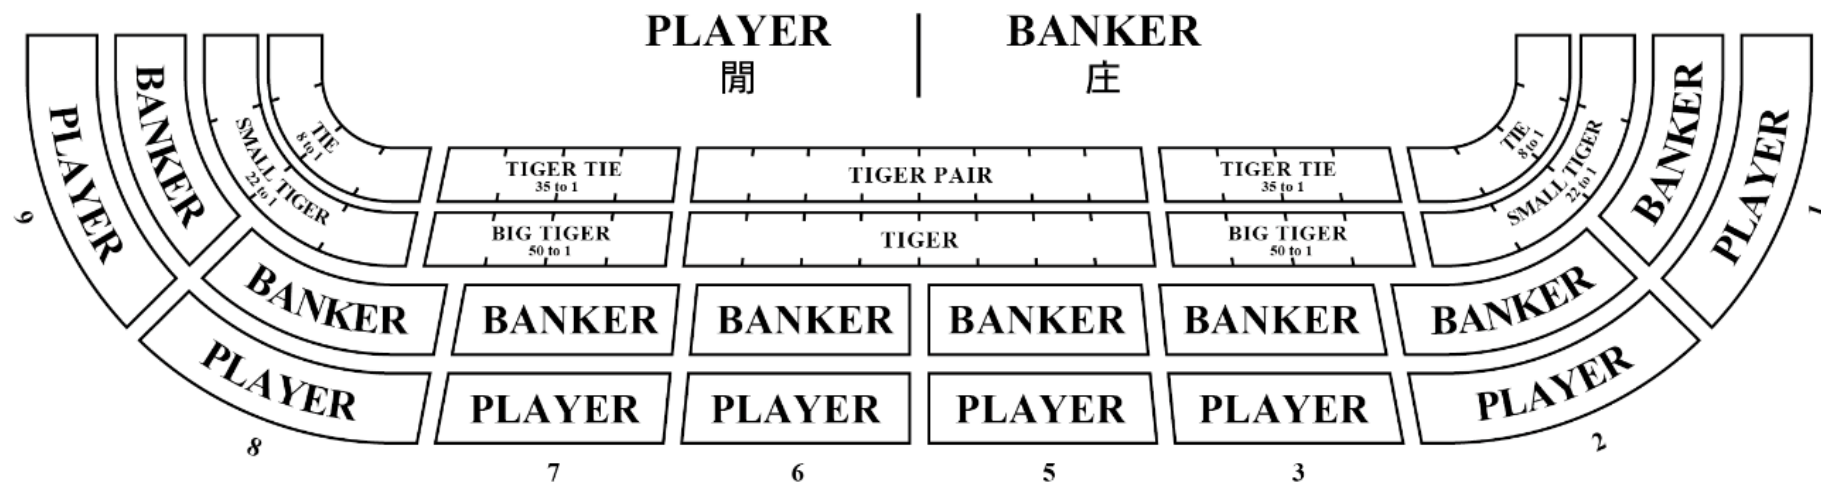 PLAYER
閒
BANKER
庄
PLAYER
BANKER
SMALL TIGER
22 to 1
TIE
8 to 1
TIGER TIE
35 to 1
TIGER PAIR
TIGER TIE
35 to 1
TIE
8 to 1
SMALL TIGER
22 to 1
BANKER
PLAYER
BIG TIGER
50 to 1
TIGER
BIG TIGER
50 to 1
BANKER
BANKER
BANKER
BANKER
BANKER
BANKER
PLAYER
PLAYER
PLAYER
PLAYER
PLAYER
PLAYER
9
8
7
6
5
3
2
1